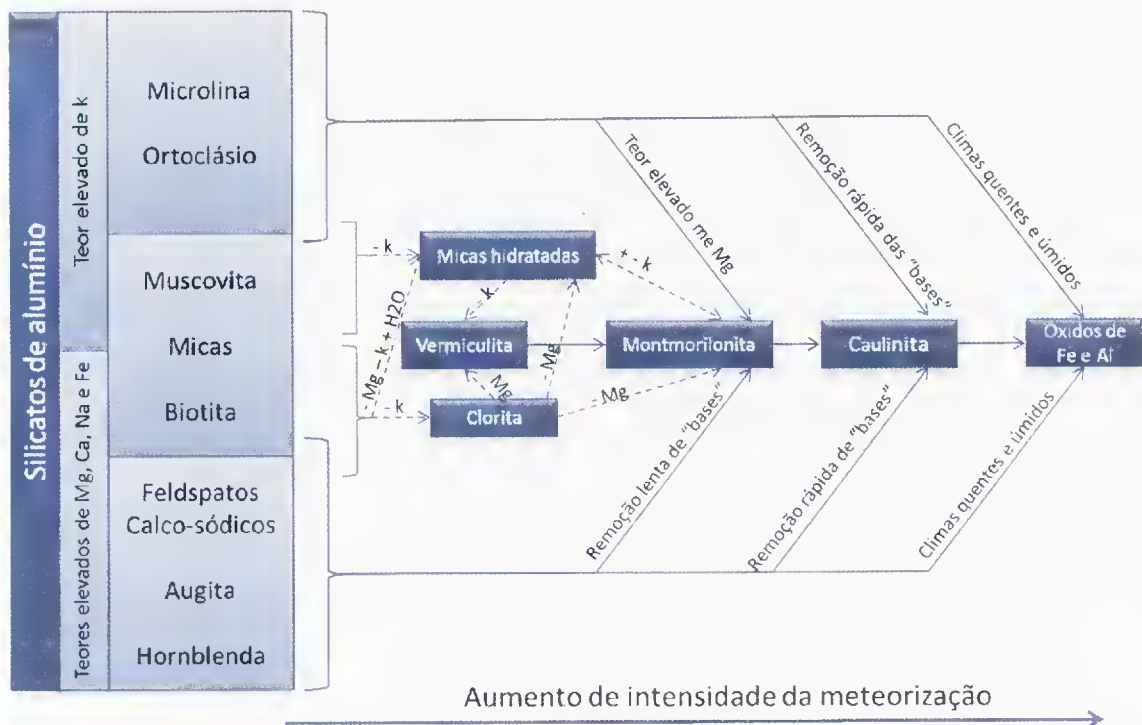 Silicatos de alumínio
Teor elevado de k
Teores elevados de Mg, Ca, Na e Fe
Microlina
Ortoclásio
Muscovita
Micas
Biotita
Feldspatos
Calco-sódicos
Augita
Hornblenda
- k
Micas hidratadas
+ - k
- k
- Mg – k + H2O
Vermiculita
Montmorilonita
Caulinita
Óxidos de
Fe e Al
- Mg
- Mg
- Mg
- k
Clorita
Teor elevado me Mg
Remoção rápida das "bases"
Climas quentes e úmidos
Remoção lenta de "bases"
Remoção rápida de "bases"
Climas quentes e úmidos
Aumento de intensidade da meteorização